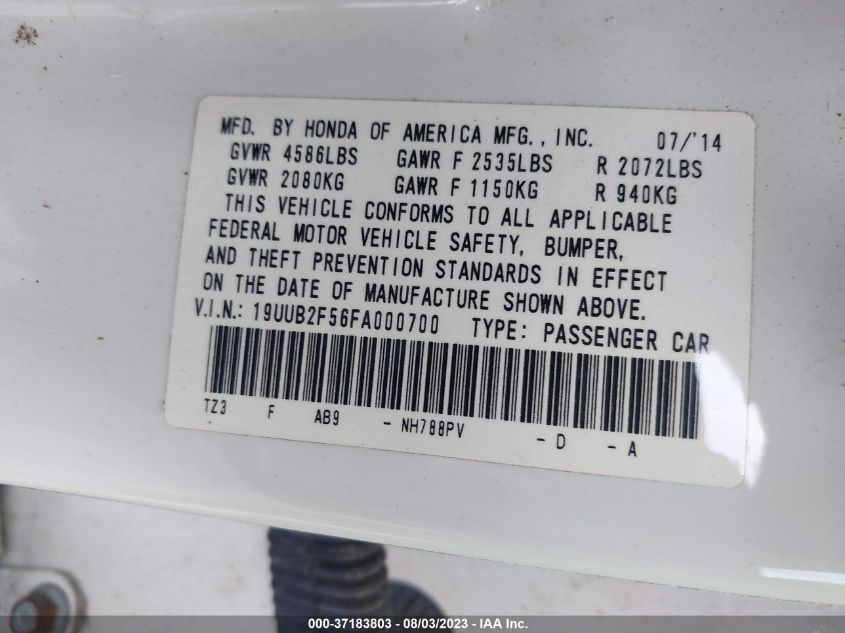 MFD. BY HONDA OF AMERICA MFG., INC. 07/'14
GVWR 4586LBS GAWR F 2535LBS R 2072LBS
GVWR 2080KG GAWR F 1150KG R 940KG
THIS VEHICLE CONFORMS TO ALL APPLICABLE
FEDERAL MOTOR VEHICLE SAFETY, BUMPER,
AND THEFT PREVENTION STANDARDS IN EFFECT
ON THE DATE OF MANUFACTURE SHOWN ABOVE.
V.I.N.: 19UUB2F56FA000700 TYPE: PASSENGER CAR
TZ3 F AB9 - NH788PV - D - A
000-37183803 - 08/03/2023 - © IAA, Inc.